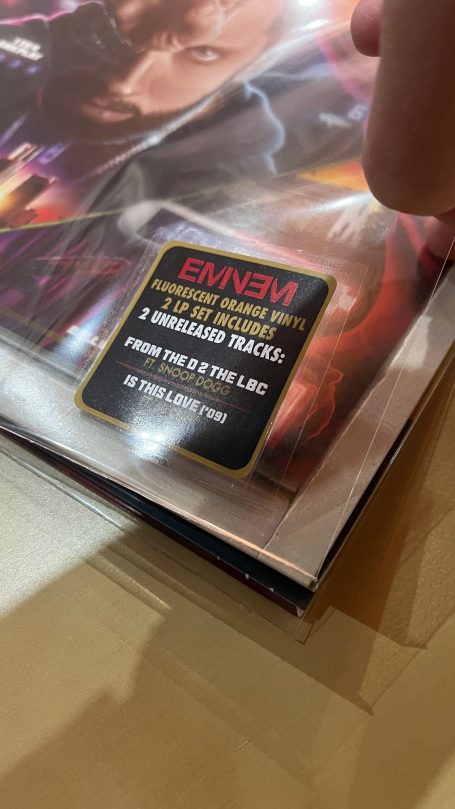 EMINEM
FLUORESCENT ORANGE VINYL
2 LP SET INCLUDES
2 UNRELEASED TRACKS:
FROM THE D 2 THE LBC
FT. SNOOP DOGG
IS THIS LOVE ('09)